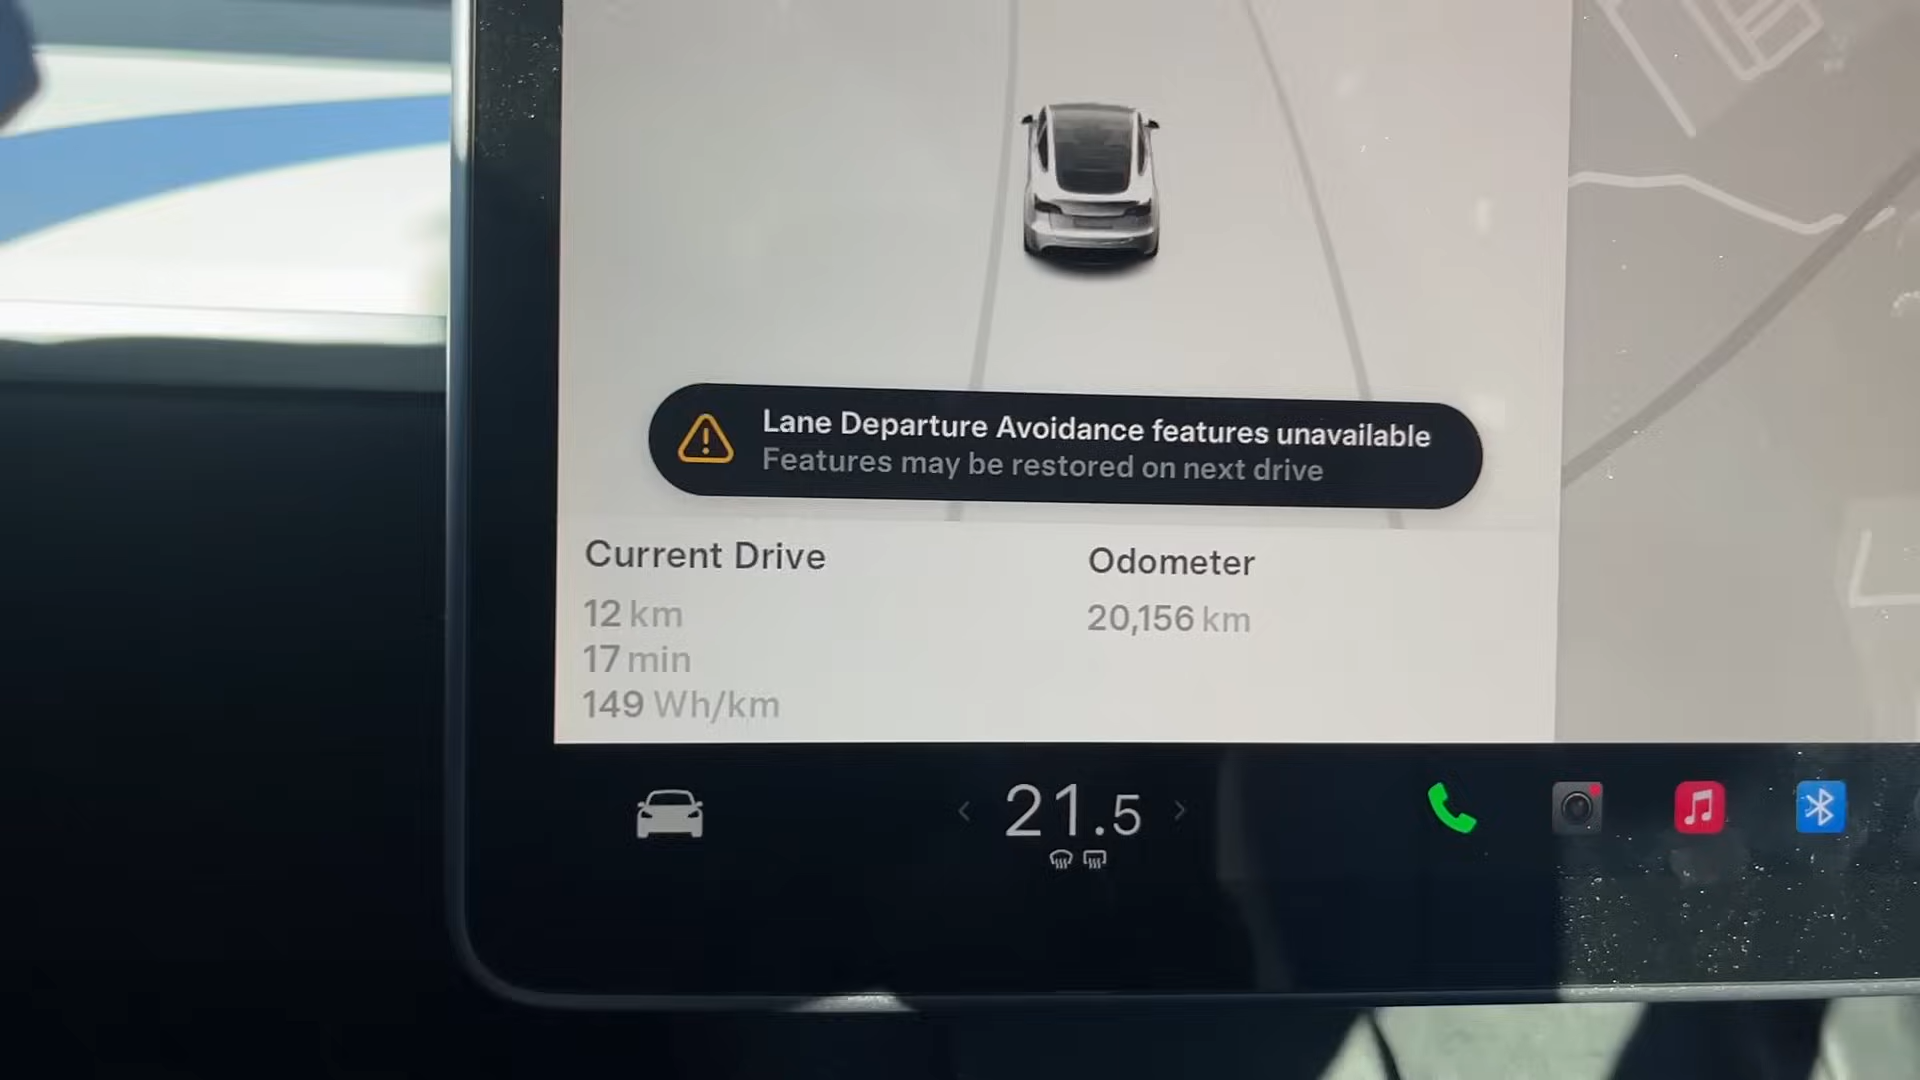 Lane Departure Avoidance features unavailable
Features may be restored on next drive
Current Drive
Odometer
12 km
20,156 km
17 min
149 Wh/km
21.5